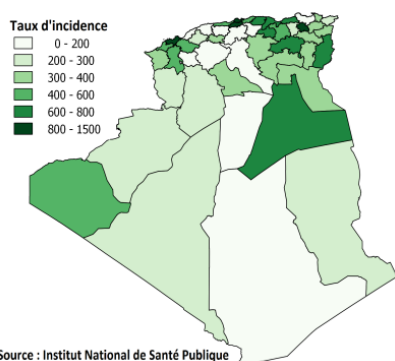 Taux d'incidence
0 - 200
200 - 300
300 - 400
400 - 600
600 - 800
800 - 1500
Source : Institut National de Santé Publique